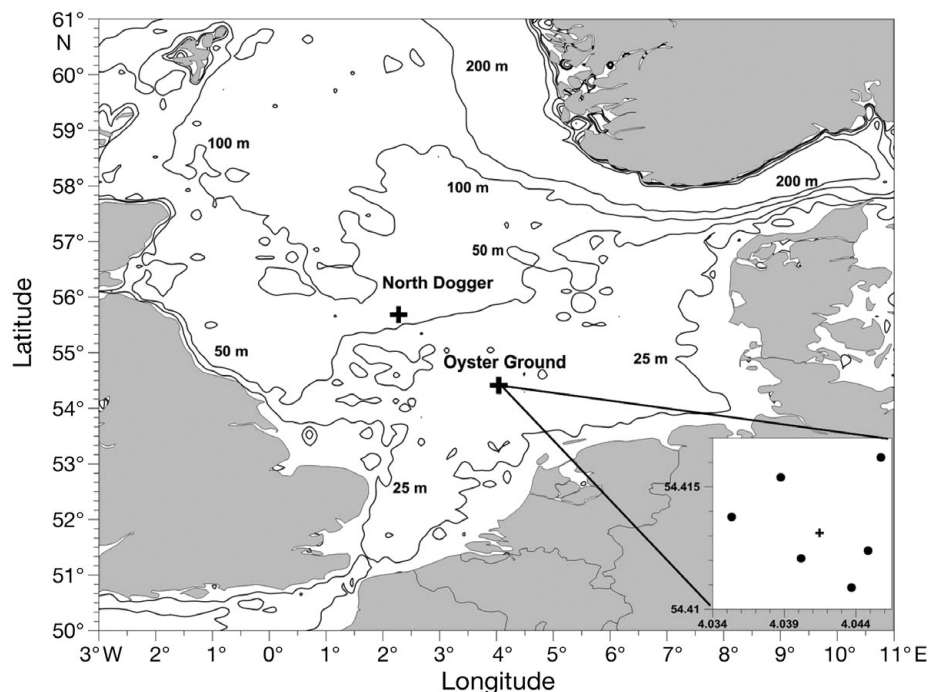 61°
N
60°
59°
58°
57°
56°
55°
54°
53°
52°
51°
50°
Latitude
200 m
100 m
100 m
200 m
50 m
North Dogger
50 m
Oyster Ground
25 m
25 m
54.415
54.41
4.034
4.039
4.044
3° W
2°
1°
0°
1°
2°
3°
4°
5°
6°
7°
8°
9°
10°
11° E
Longitude